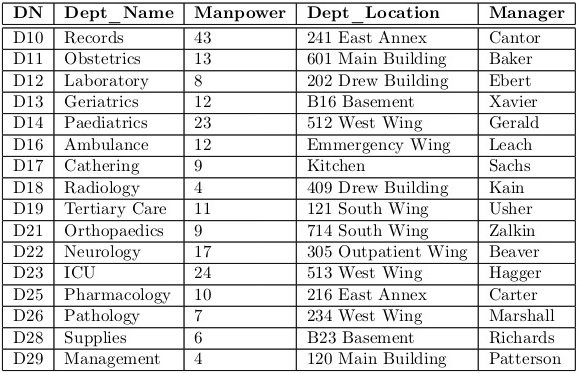 DN Dept_Name Manpower Dept_Location Manager
D10 Records 43 241 East Annex Cantor
D11 Obstetrics 13 601 Main Building Baker
D12 Laboratory 8 202 Drew Building Ebert
D13 Geriatrics 12 B16 Basement Xavier
D14 Paediatrics 23 512 West Wing Gerald
D16 Ambulance 12 Emmergency Wing Leach
D17 Cathering 9 Kitchen Sachs
D18 Radiology 4 409 Drew Building Kain
D19 Tertiary Care 11 121 South Wing Usher
D21 Orthopaedics 9 714 South Wing Zalkin
D22 Neurology 17 305 Outpatient Wing Beaver
D23 ICU 24 513 West Wing Hagger
D25 Pharmacology 10 216 East Annex Carter
D26 Pathology 7 234 West Wing Marshall
D28 Supplies 6 B23 Basement Richards
D29 Management 4 120 Main Building Patterson